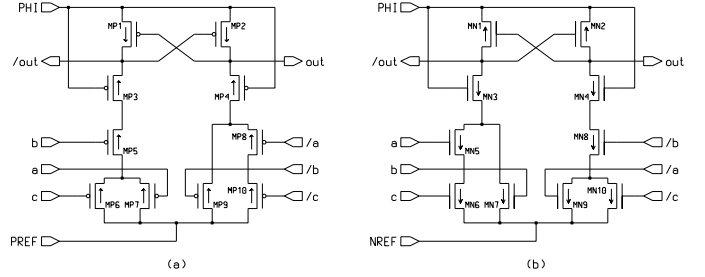 PHI
MP1
MP2
/out
out
MP3
MP4
b
MP5
MP8
/a
a
/b
c
MP6
MP7
MP9
MP10
/c
PREF
(a)
PHI
MN1
MN2
/out
out
MN3
MN4
a
MN5
MN8
/b
b
/a
c
MN6
MN7
MN9
MN10
/c
NREF
(b)